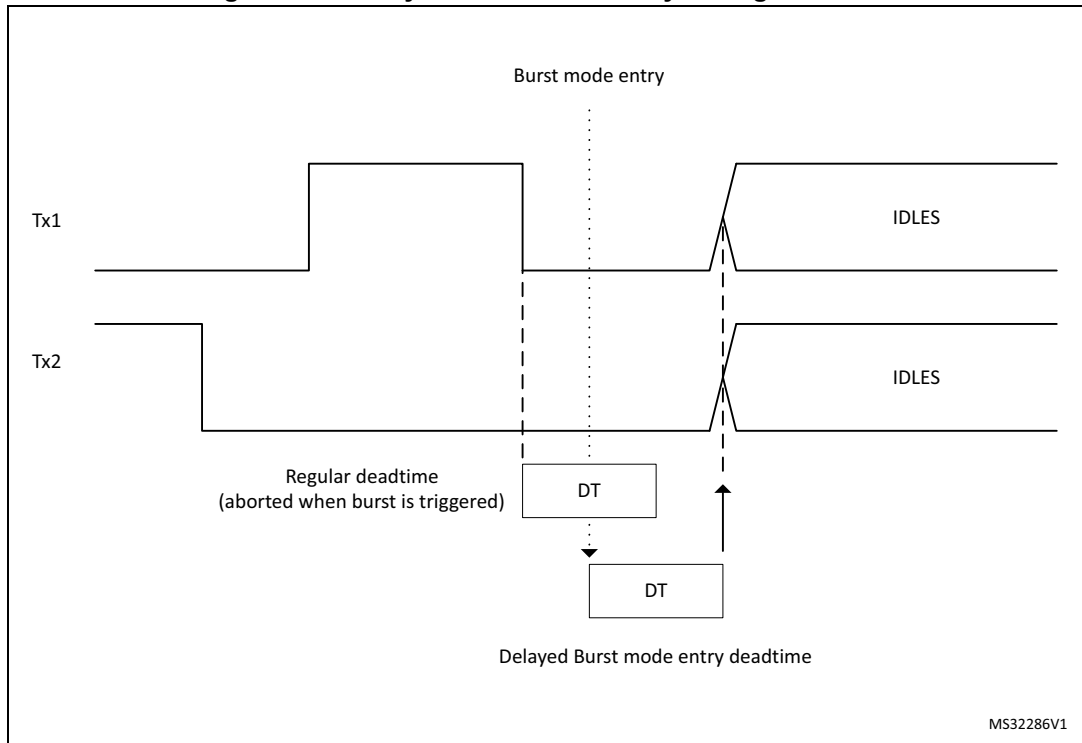 Burst mode entry
Tx1
IDLES
Tx2
IDLES
Regular deadtime
(aborted when burst is triggered)
DT
DT
Delayed Burst mode entry deadtime
MS32286V1